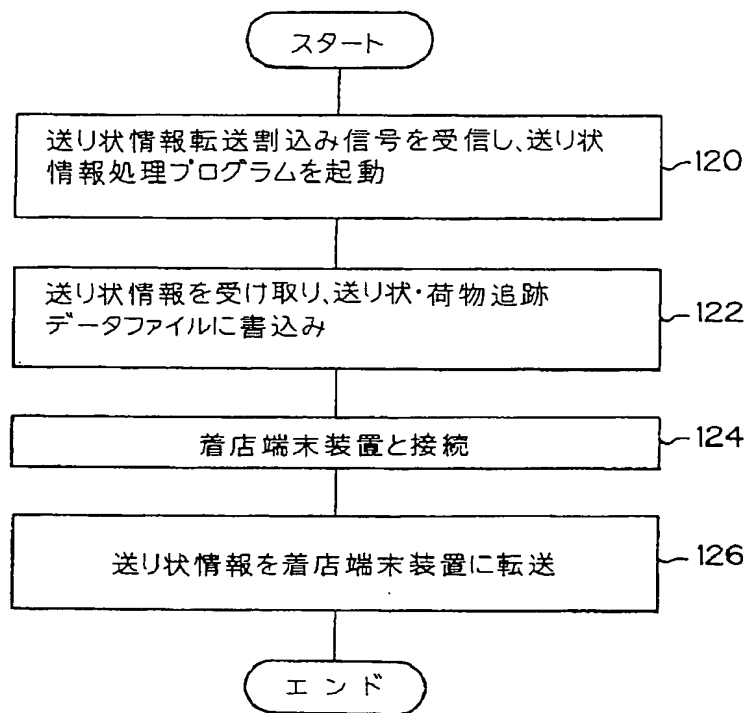 スタート
送り状情報転送割込み信号を受信し、送り状
情報処理プログラムを起動
120
送り状情報を受け取り、送り状・荷物追跡
データファイルに書込み
122
着店端末装置と接続
124
送り状情報を着店端末装置に転送
126
エンド